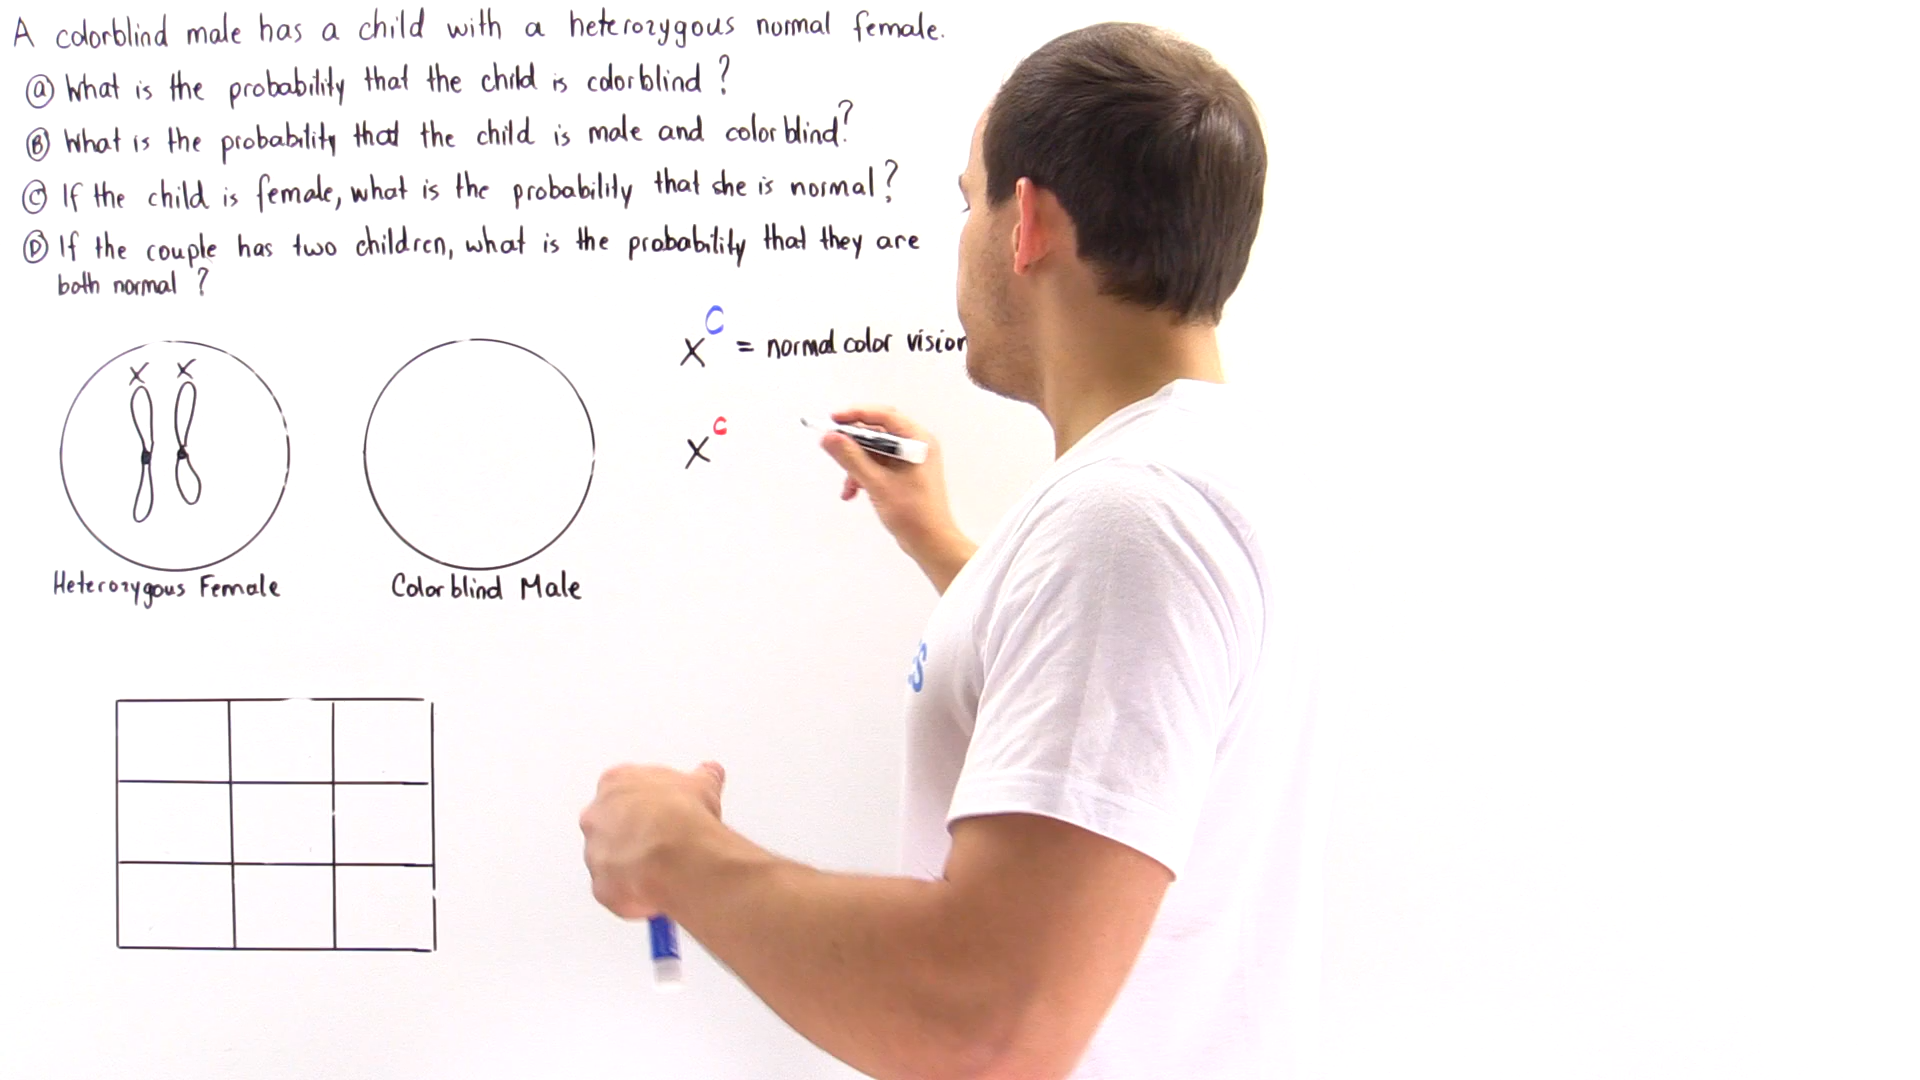 A colorblind male has a child with a heterozygous normal female.
(a) What is the probability that the child is colorblind?
(B) What is the probability that the child is male and colorblind?
(C) If the child is female, what is the probability that she is normal?
(D) If the couple has two children, what is the probability that they are
both normal?
X^C = normal color vision
X^c
X X
Heterozygous Female
Colorblind Male